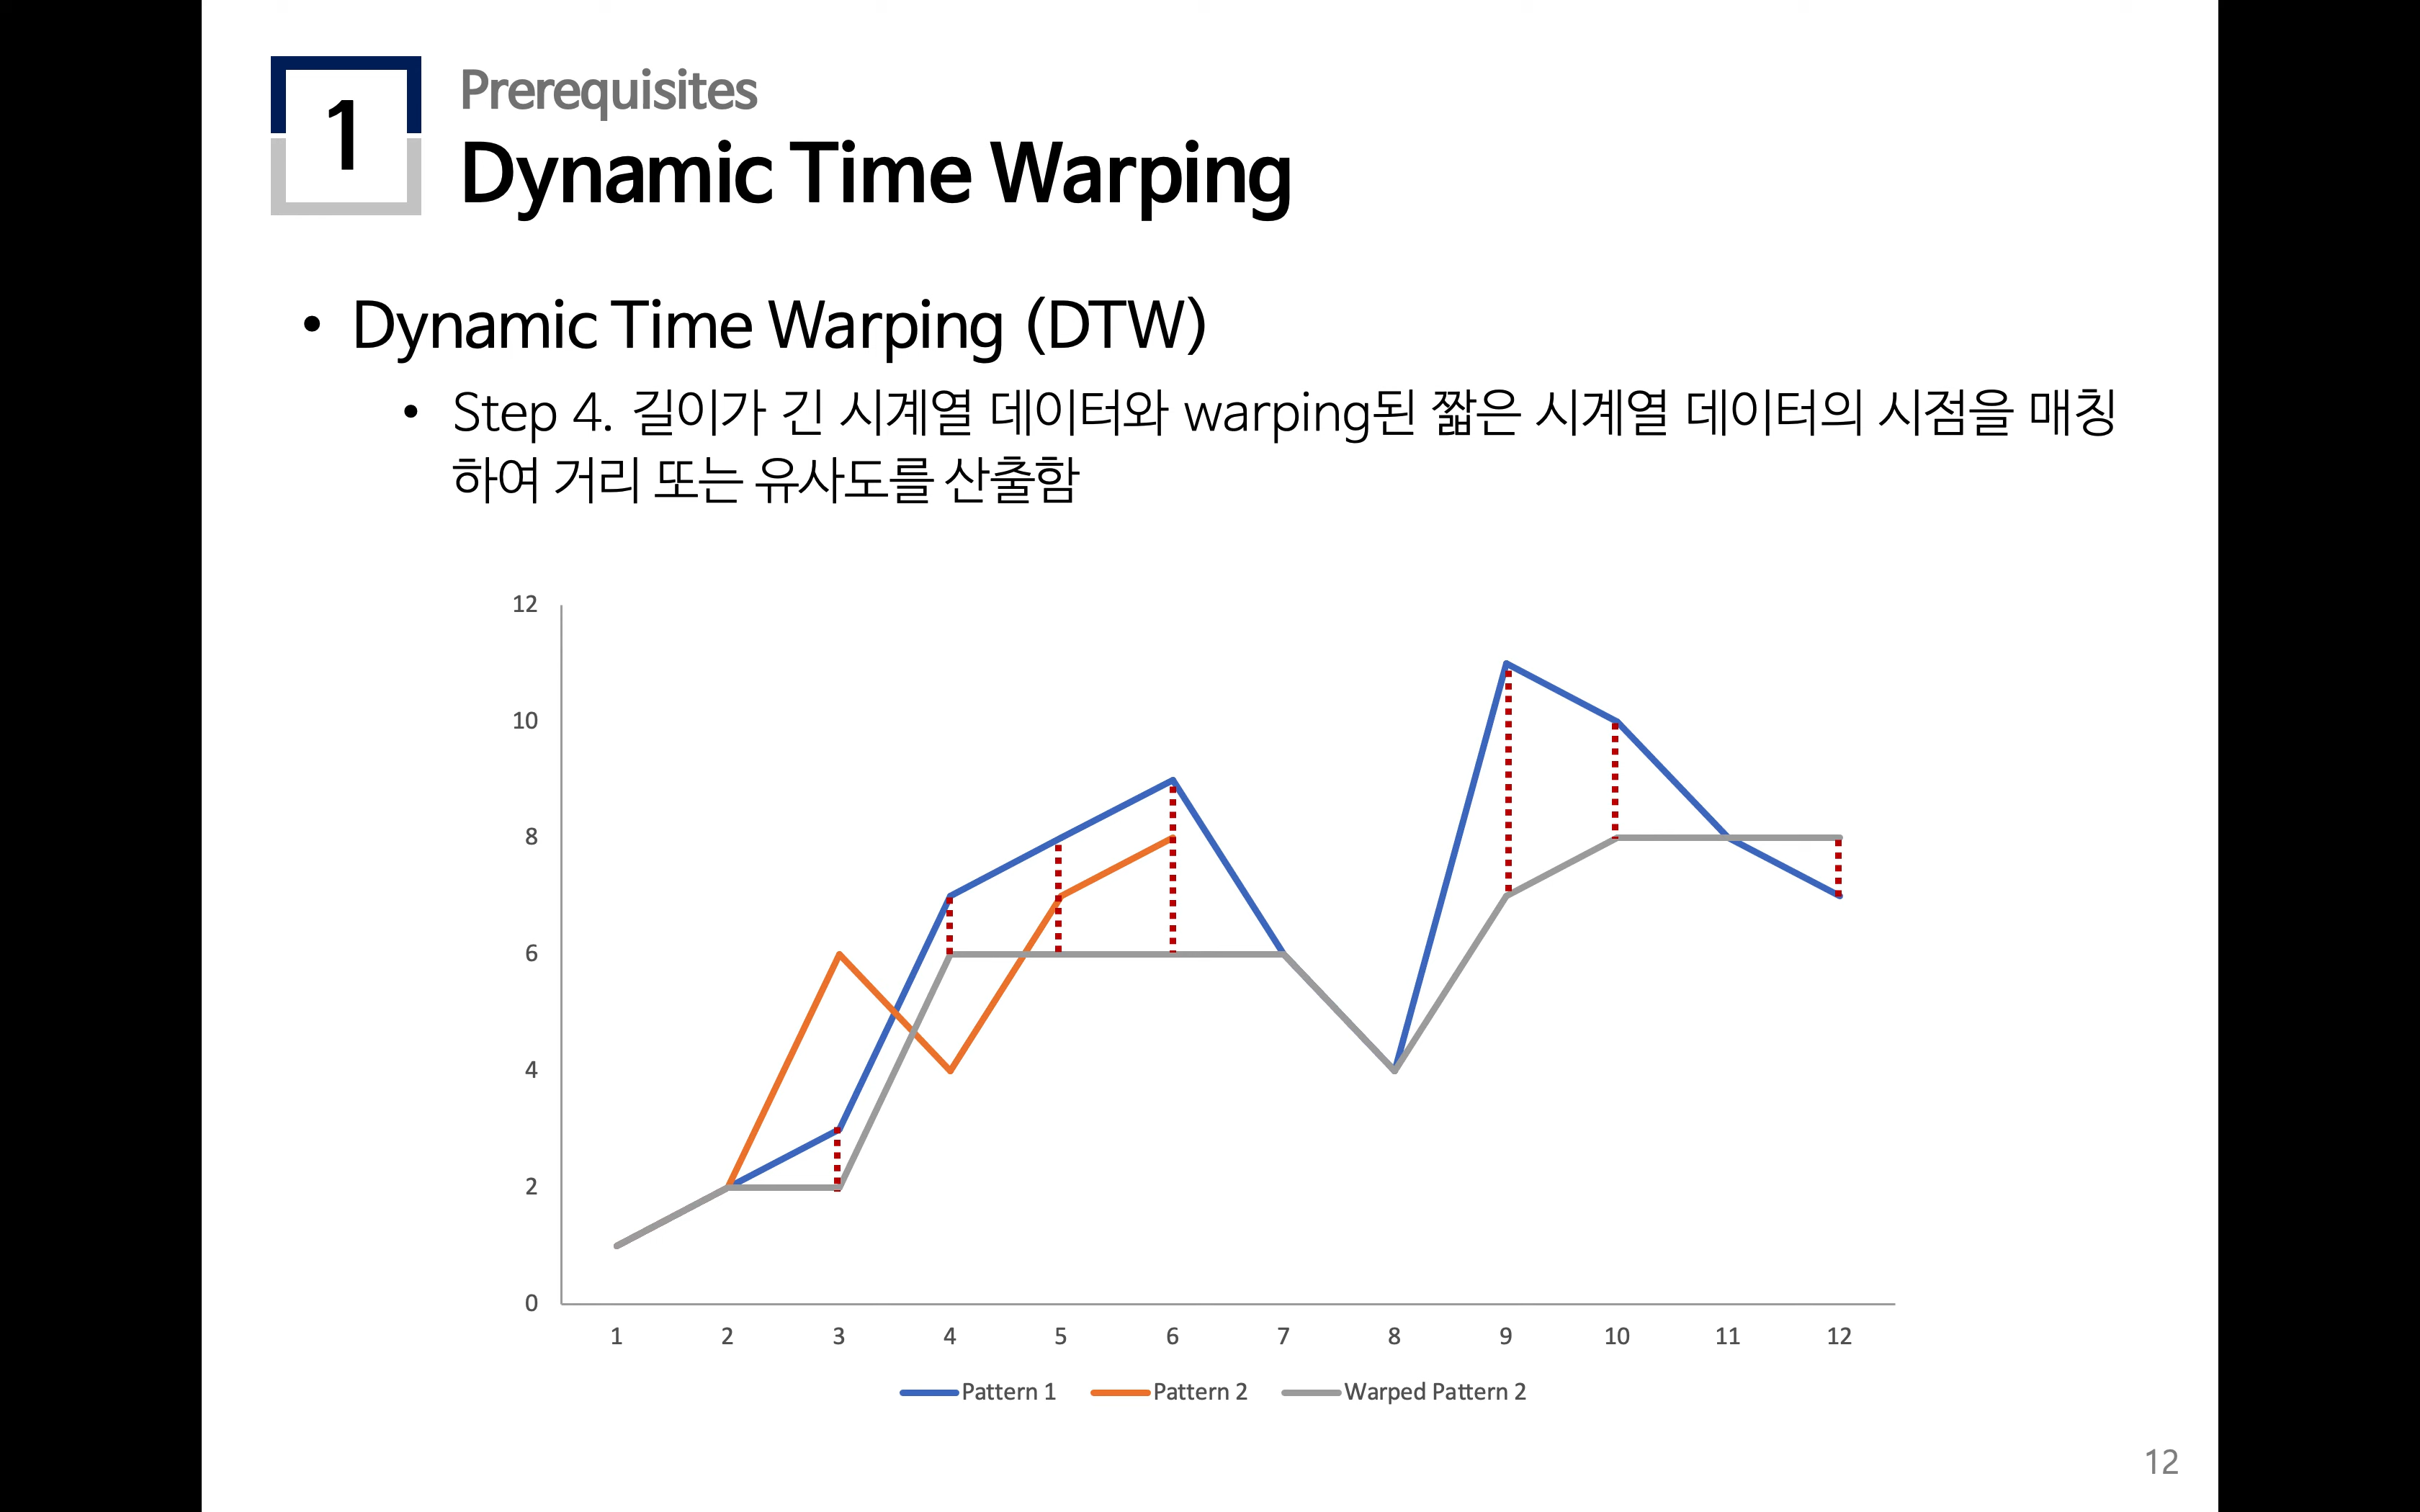 1
Prerequisites
Dynamic Time Warping
• Dynamic Time Warping (DTW)
• Step 4. 길이가 긴 시계열 데이터와 warping된 짧은 시계열 데이터의 시점을 매칭
하여 거리 또는 유사도를 산출함
12
10
8
6
4
2
0
1 2 3 4 5 6 7 8 9 10 11 12
Pattern 1 Pattern 2 Warped Pattern 2
12